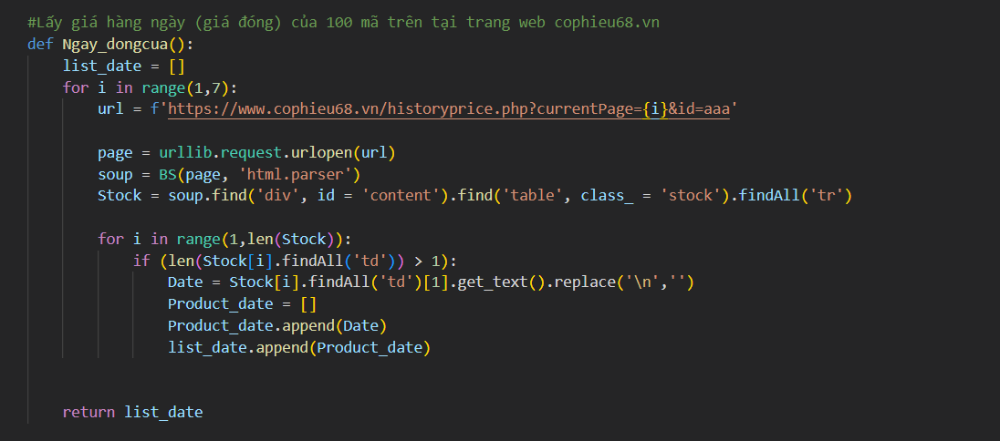 #Lấy giá hàng ngày (giá đóng) của 100 mã trên tại trang web cophieu68.vn
def Ngay_dongcua():
    list_date = []
    for i in range(1,7):
        url = f'https://www.cophieu68.vn/historyprice.php?currentPage={i}&id=aaa'
        page = urllib.request.urlopen(url)
        soup = BS(page, 'html.parser')
        Stock = soup.find('div', id = 'content').find('table', class_ = 'stock').findAll('tr')
        for i in range(1,len(Stock)):
            if (len(Stock[i].findAll('td')) > 1):
                Date = Stock[i].findAll('td')[1].get_text().replace('\n','')
                Product_date = []
                Product_date.append(Date)
                list_date.append(Product_date)
    return list_date